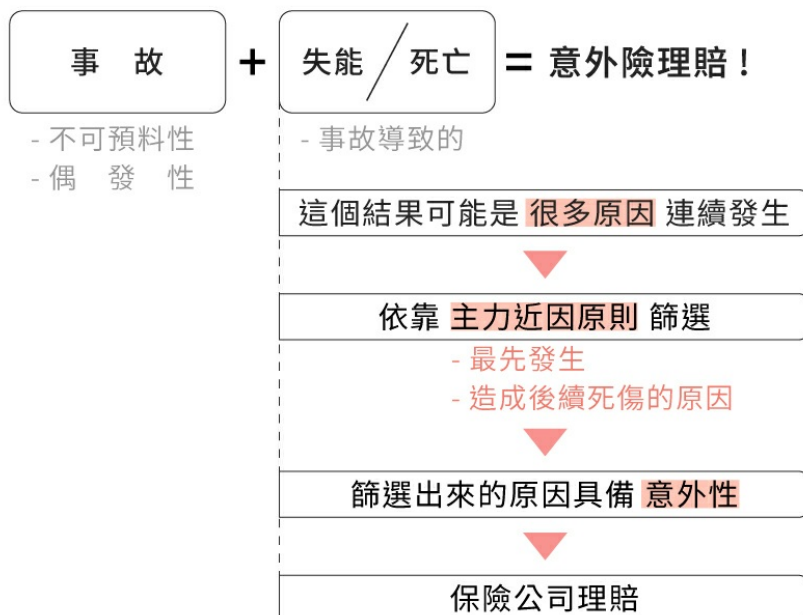 事 故 + 失能 / 死亡 = 意外險理賠!
- 不可預料性
- 偶 發 性
- 事故導致的
這個結果可能是 很多原因 連續發生
依靠 主力近因原則 篩選
- 最先發生
- 造成後續死傷的原因
篩選出來的原因具備 意外性
保險公司理賠